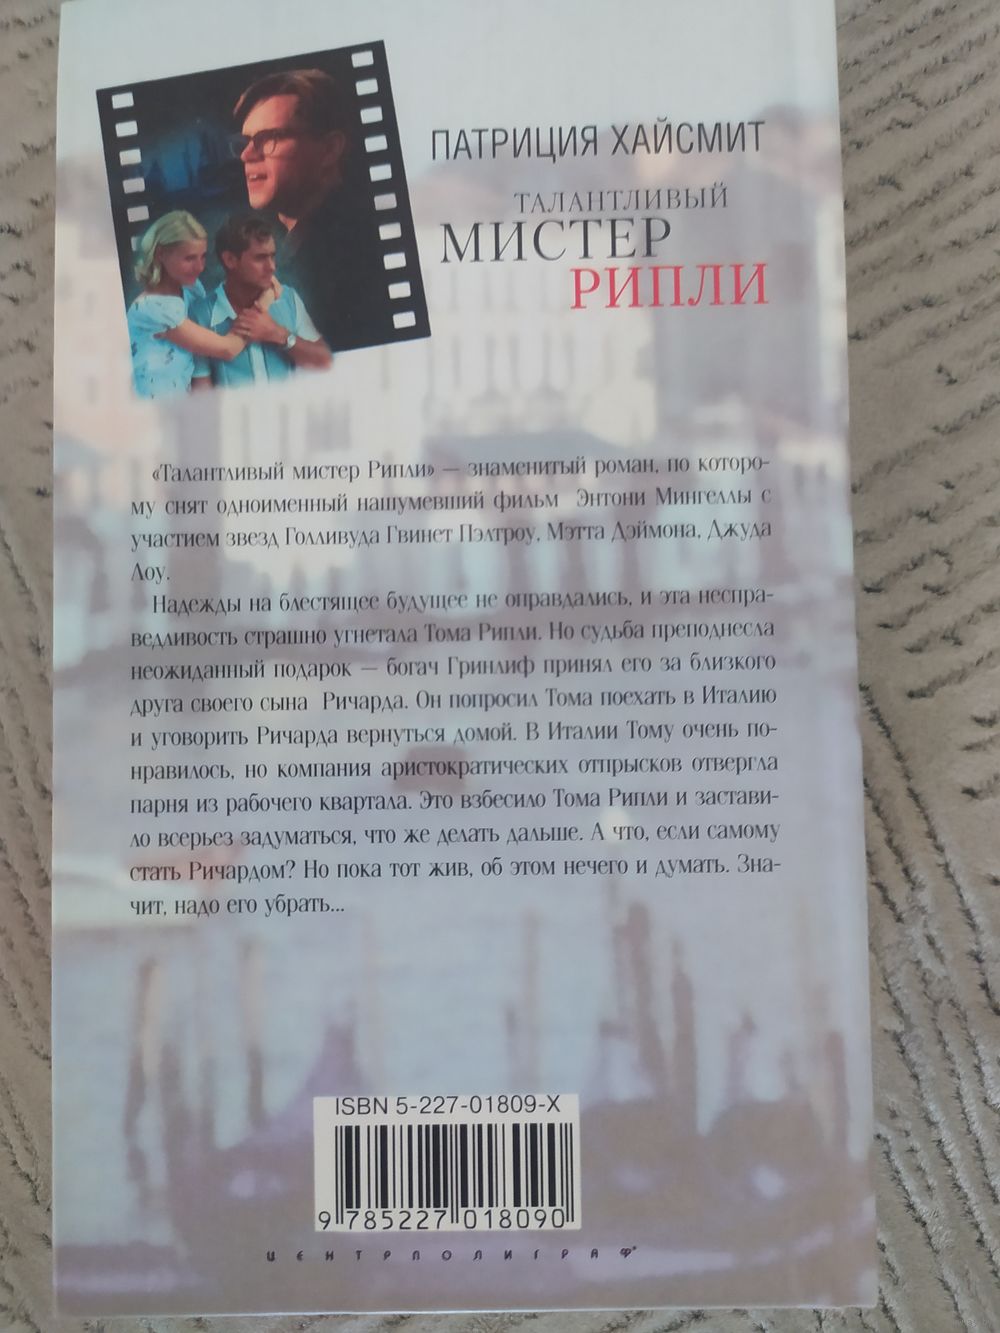 ПАТРИЦИЯ ХАЙСМИТ
ТАЛАНТЛИВЫЙ
МИСТЕР
РИПЛИ
«Талантливый мистер Рипли» — знаменитый роман, по которо-
му снят одноименный нашумевший фильм Энтони Мингеллы с
участием звезд Голливуда Гвинет Пэлтроу, Мэтта Дэймона, Джуда
Лоу.
Надежды на блестящее будущее не оправдались, и эта неспра-
ведливость страшно угнетала Тома Рипли. Но судьба преподнесла
неожиданный подарок — богач Гринлиф принял его за близкого
друга своего сына Ричарда. Он попросил Тома поехать в Италию
и уговорить Ричарда вернуться домой. В Италии Тому очень по-
нравилось, но компания аристократических отпрысков отвергла
парня из рабочего квартала. Это взбесило Тома Рипли и застави-
ло всерьез задуматься, что же делать дальше. А что, если самому
стать Ричардом? Но пока тот жив, об этом нечего и думать. Зна-
чит, надо его убрать...
ISBN 5-227-01809-X
9 785227 018090
ЦЕНТРПОЛИГРАФ